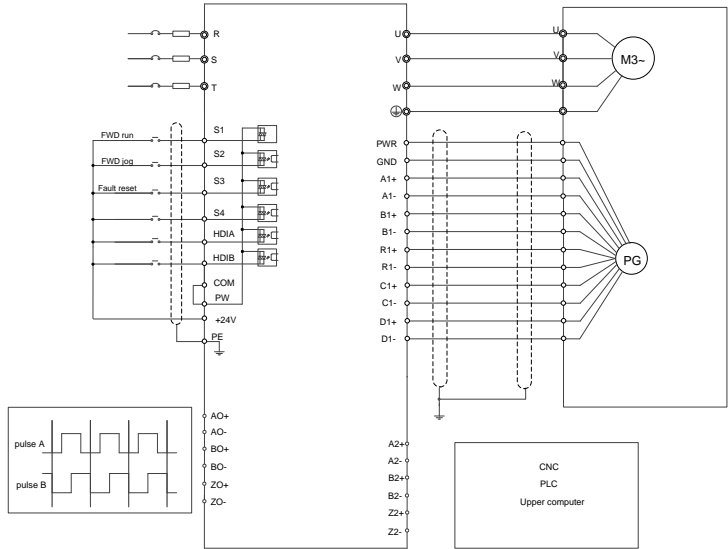 R
S
T
FWD run
FWD jog
Fault reset
S1
S2
S3
S4
HDIA
HDIB
COM
PW
+24V
PE
AO+
AO-
BO+
BO-
ZO+
ZO-
pulse A
pulse B
U
V
W
PWR
GND
A1+
A1-
B1+
B1-
R1+
R1-
C1+
C1-
D1+
D1-
A2+
A2-
B2+
B2-
Z2+
Z2-
U
V
W
M3~
PG
CNC
PLC
Upper computer